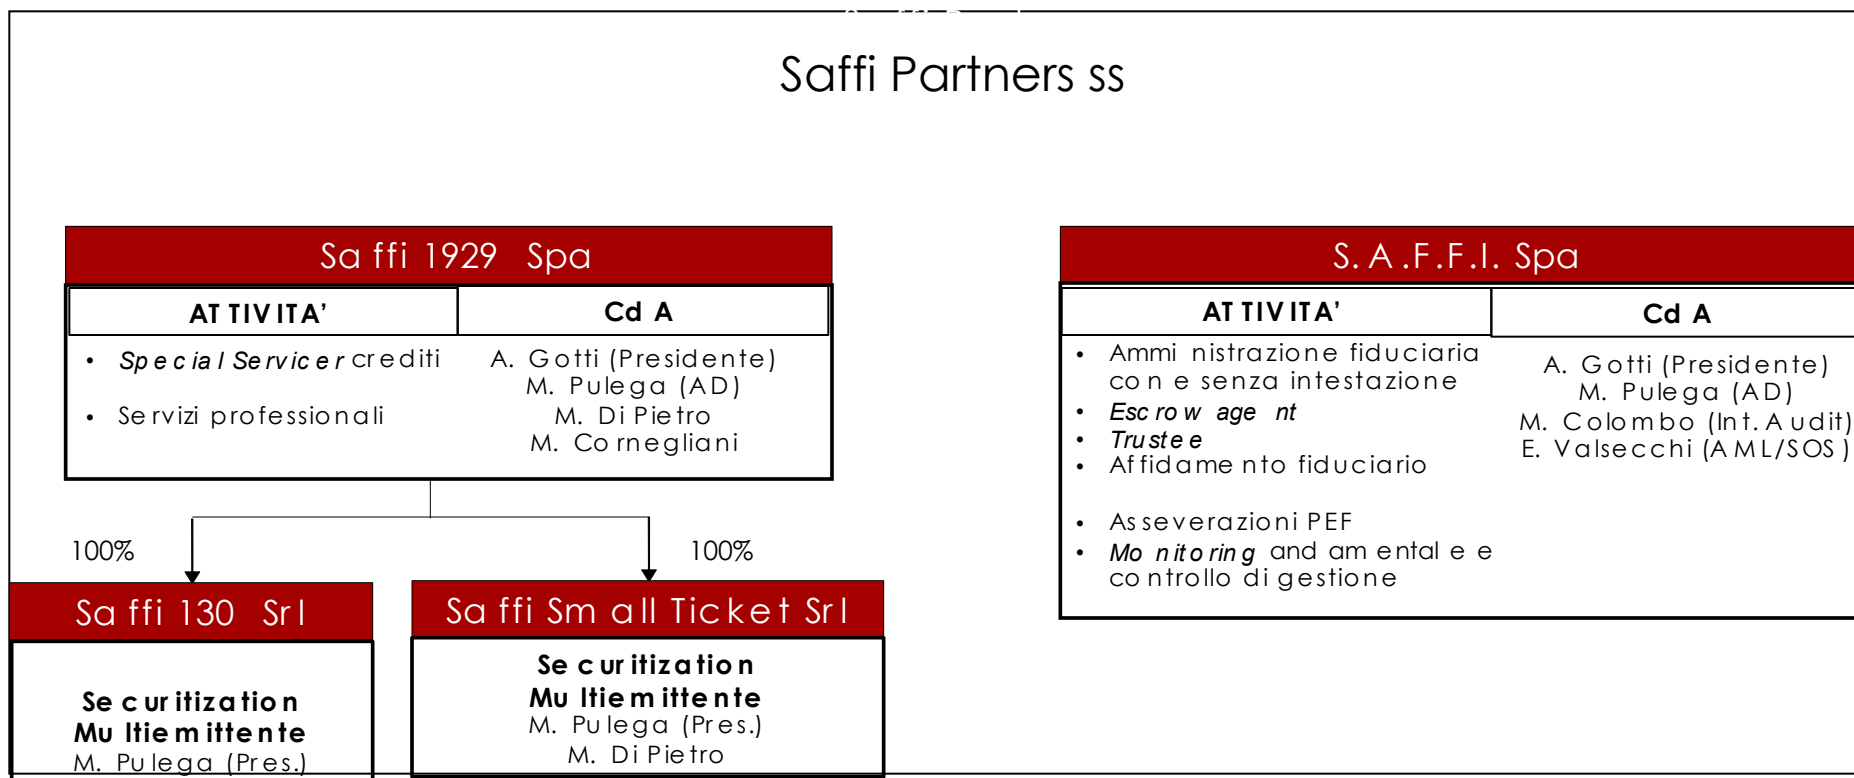 Saffi Partners ss
Saffi 1929 Spa
ATTIVITA’
CdA
• Special Servicer crediti
• Servizi professionali
A. Gotti (Presidente)
M. Pulega (AD)
M. Di Pietro
M. Cornegliani
100%
100%
Saffi 130 Srl
Securitization
Multiemittente
M. Pulega (Pres.)
Saffi Small Ticket Srl
Securitization
Multiemittente
M. Pulega (Pres.)
M. Di Pietro
S.A.F.F.I. Spa
ATTIVITA’
CdA
• Amministrazione fiduciaria
con e senza intestazione
• Escrow agent
• Trustee
• Affidamento fiduciario
• Asseverazioni PEF
• Monitoring andamentale e
controllo di gestione
A. Gotti (Presidente)
M. Pulega (AD)
M. Colombo (Int. Audit)
E. Valsecchi (AML/SOS)